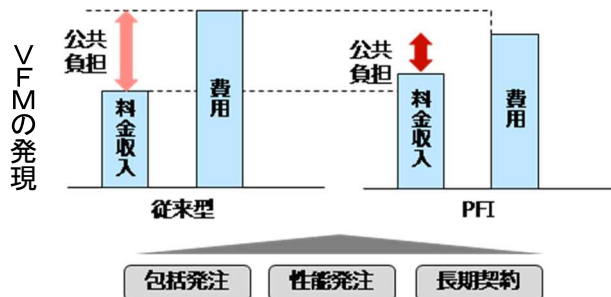 VFMの発現
公共
負担
料金収入
費用
従来型
公共
負担
料金収入
費用
PFI
包括発注
性能発注
長期契約